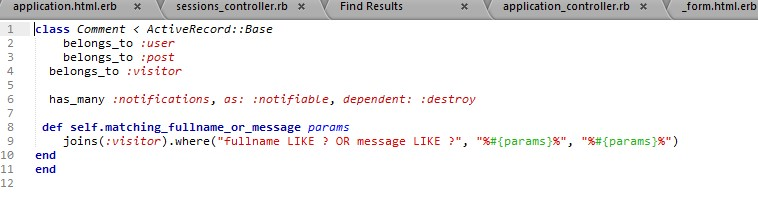 application.html.erb × sessions_controller.rb × Find Results × application_controller.rb × _form.html.erb
1 class Comment < ActiveRecord::Base
2 belongs_to :user
3 belongs_to :post
4 belongs_to :visitor
5
6 has_many :notifications, as: :notifiable, dependent: :destroy
7
8 def self.matching_fullname_or_message params
9 joins(:visitor).where("fullname LIKE ? OR message LIKE ?", "%#{params}%", "%#{params}%")
10 end
11 end
12